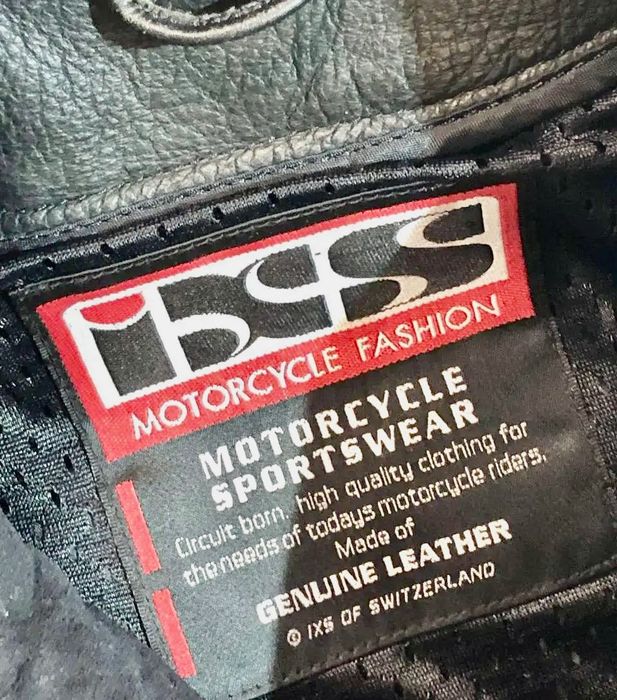 ixs
MOTORCYCLE FASHION
MOTORCYCLE
SPORTSWEAR
Circuit born, high quality clothing for
the needs of todays motorcycle riders.
Made of
GENUINE LEATHER
© IXS OF SWITZERLAND